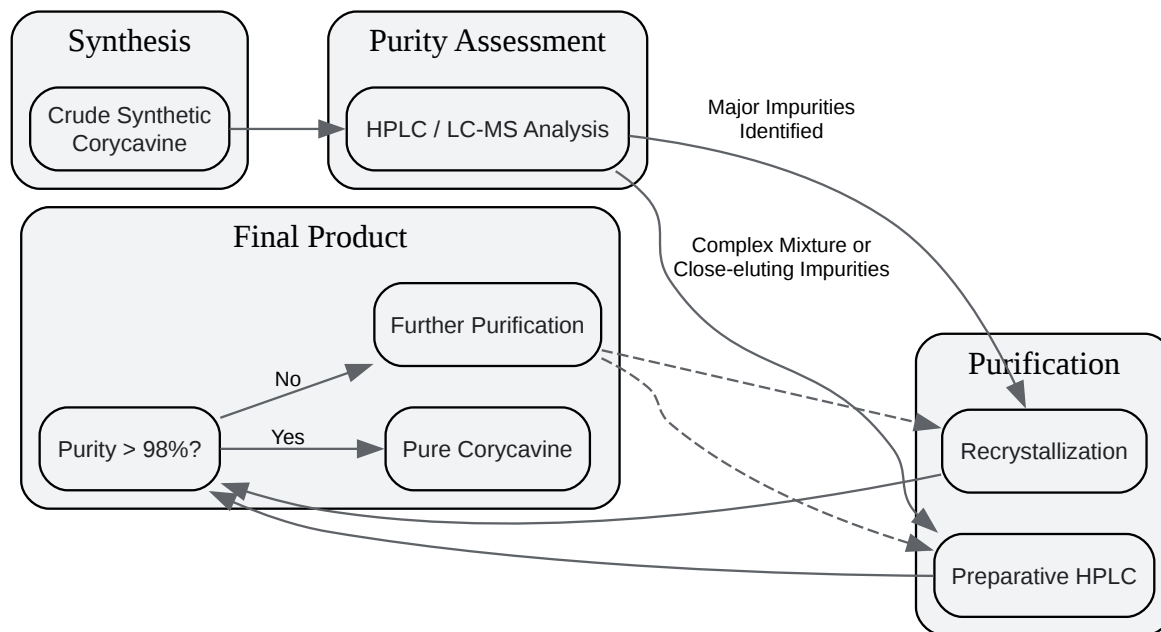 Synthesis
Crude Synthetic
Corycavine
Purity Assessment
HPLC / LC-MS Analysis
Major Impurities
Identified
Complex Mixture or
Close-eluting Impurities
Final Product
Further Purification
No
Purity > 98%?
Yes
Pure Corycavine
Purification
Recrystallization
Preparative HPLC